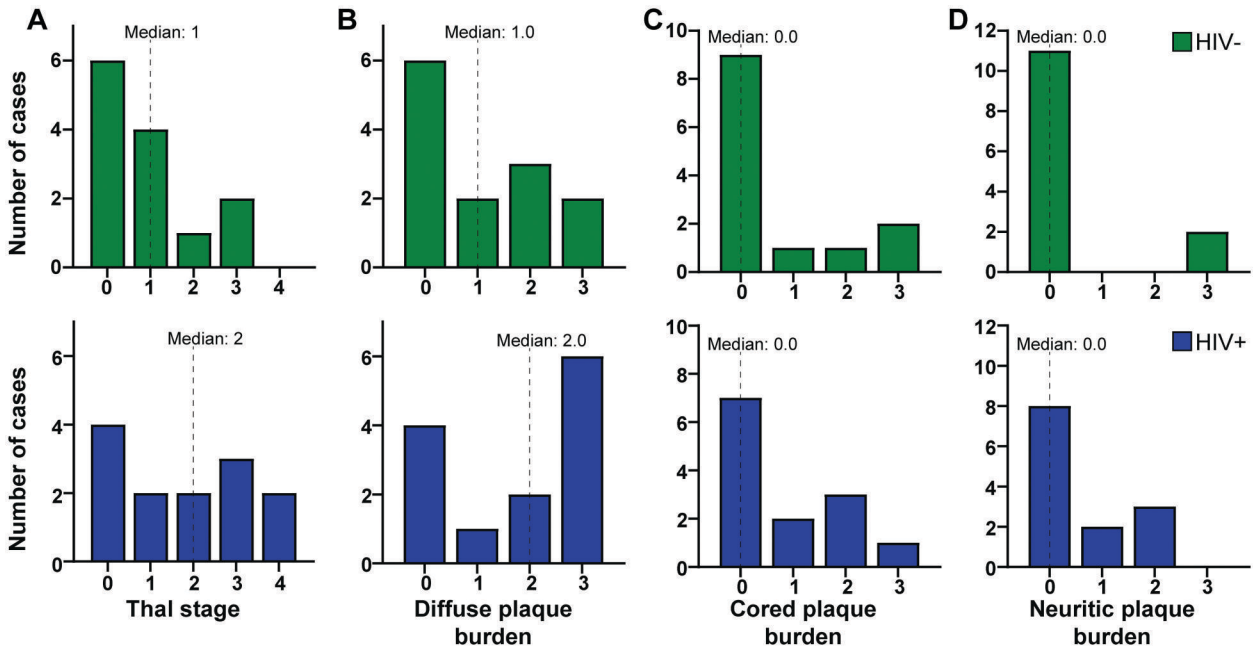 A
Median: 1
Number of cases
6
4
2
0
0 1 2 3 4
B
Median: 1.0
6
4
2
0
0 1 2 3
C
Median: 0.0
10
8
6
4
2
0
0 1 2 3
D
Median: 0.0
HIV-
12
10
8
6
4
2
0
0 1 2 3
Median: 2
Number of cases
6
4
2
0
0 1 2 3 4
Thal stage
Median: 2.0
6
4
2
0
0 1 2 3
Diffuse plaque
burden
Median: 0.0
10
8
6
4
2
0
0 1 2 3
Cored plaque
burden
Median: 0.0
HIV+
12
10
8
6
4
2
0
0 1 2 3
Neuritic plaque
burden